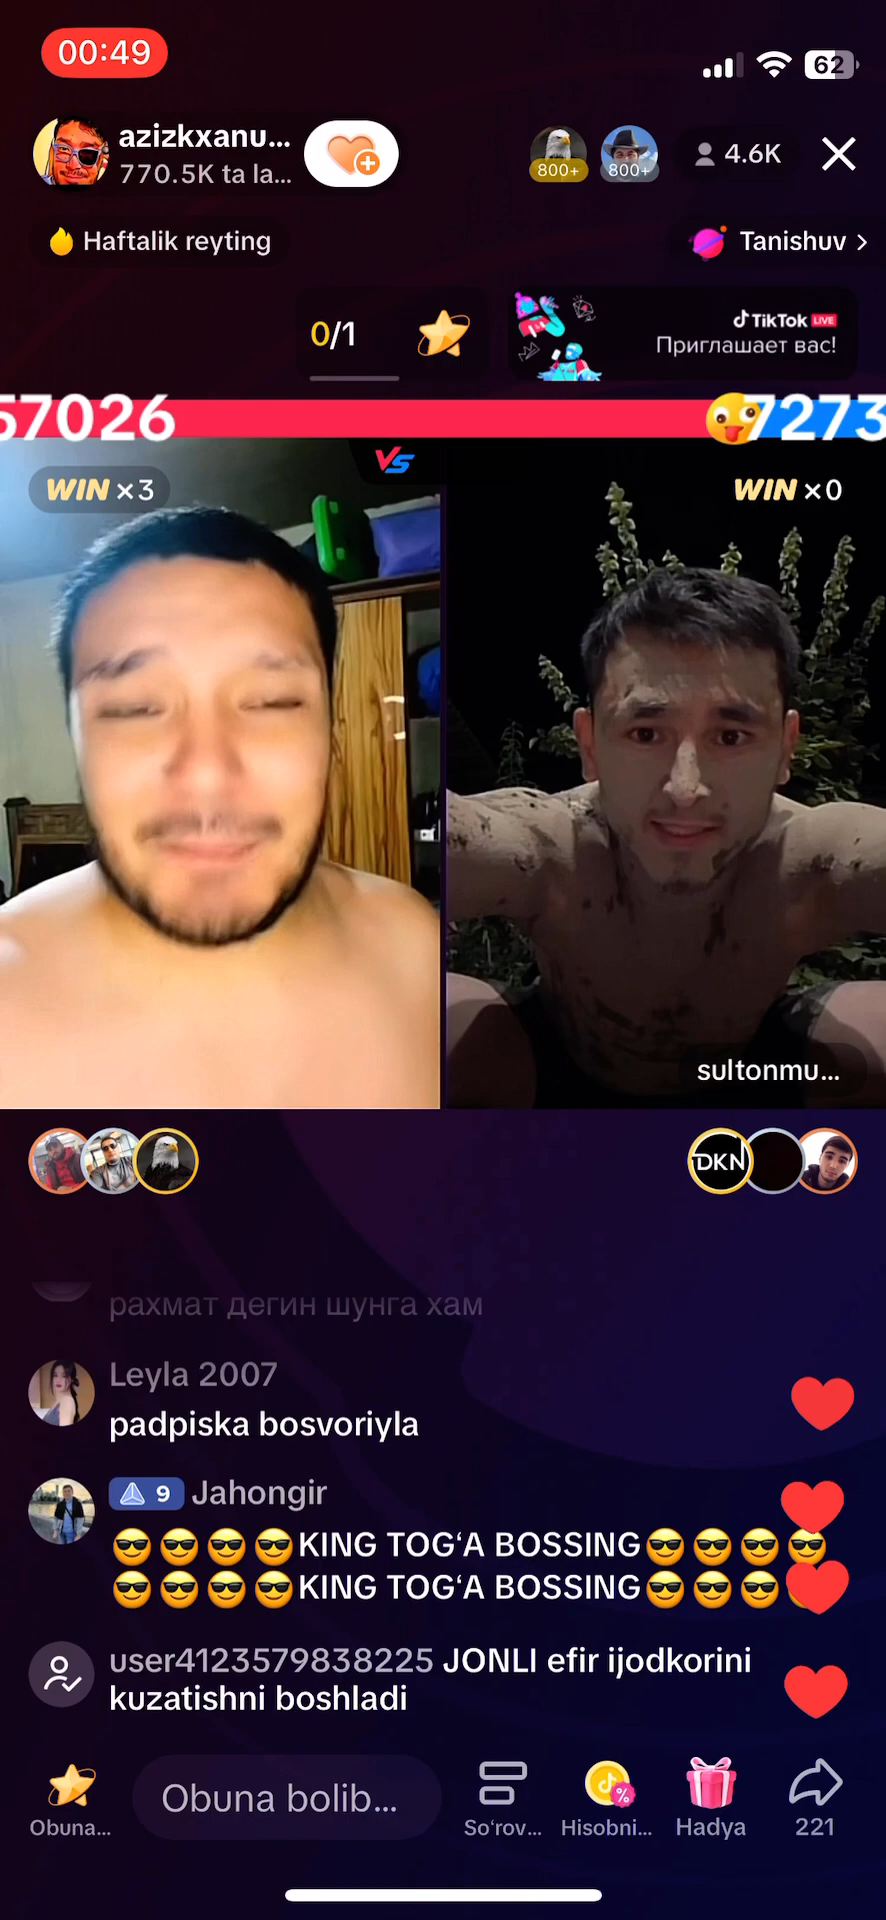 00:49
62
azizkxanu...
770.5K ta la...
800+
800+
4.6K
Haftalik reyting
Tanishuv >
0/1
TikTok LIVE
Приглашает вас!
57026
7273
VS
WIN ×3
WIN ×0
sultonmu...
DKN
рахмат дегин шунга хам
Leyla 2007
padpiska bosvoriyla
9 Jahongir
😎😎😎😎KING TOG‘A BOSSING😎😎😎😎
😎😎😎😎KING TOG‘A BOSSING😎😎😎😎
user4123579838225 JONLI efir ijodkorini
kuzatishni boshladi
Obuna bolib...
Obuna...
So‘rov...
Hisobni...
Hadya
221